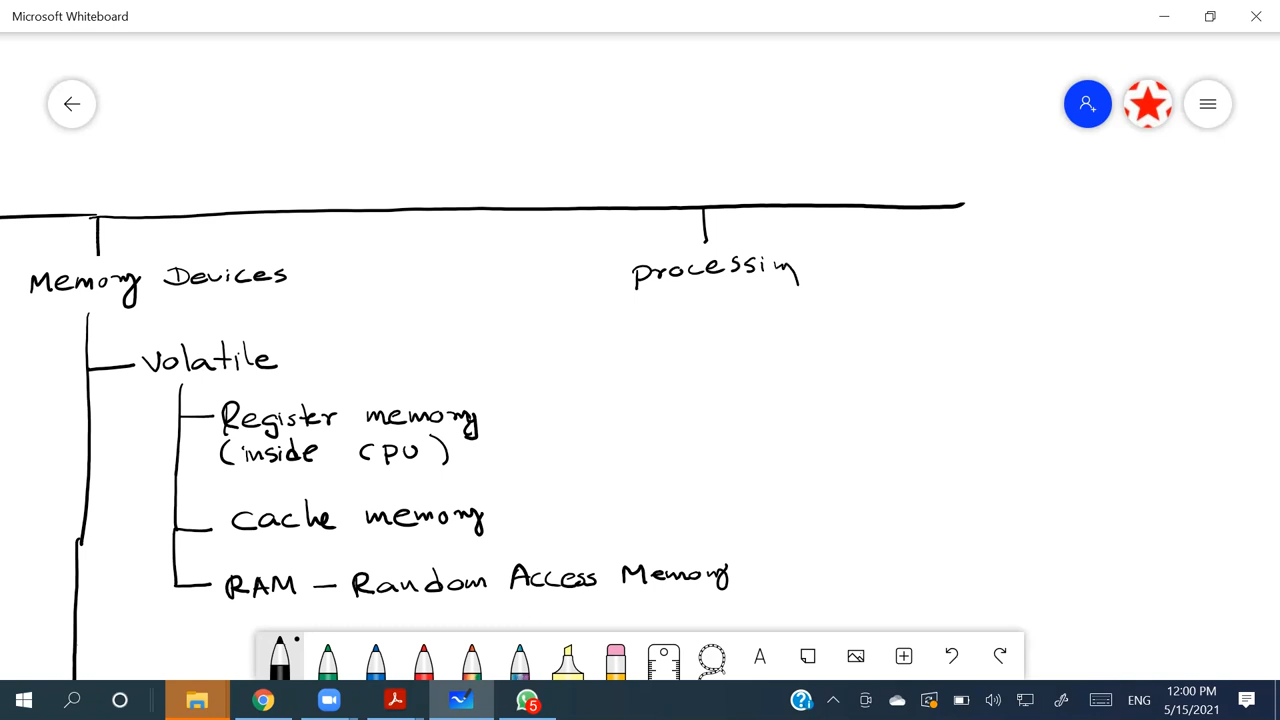 Microsoft Whiteboard
Memory Devices
processin
volatile
Register memory
(inside CPU)
cache memory
RAM - Random Access Memory
A
5
ENG
12:00 PM
5/15/2021